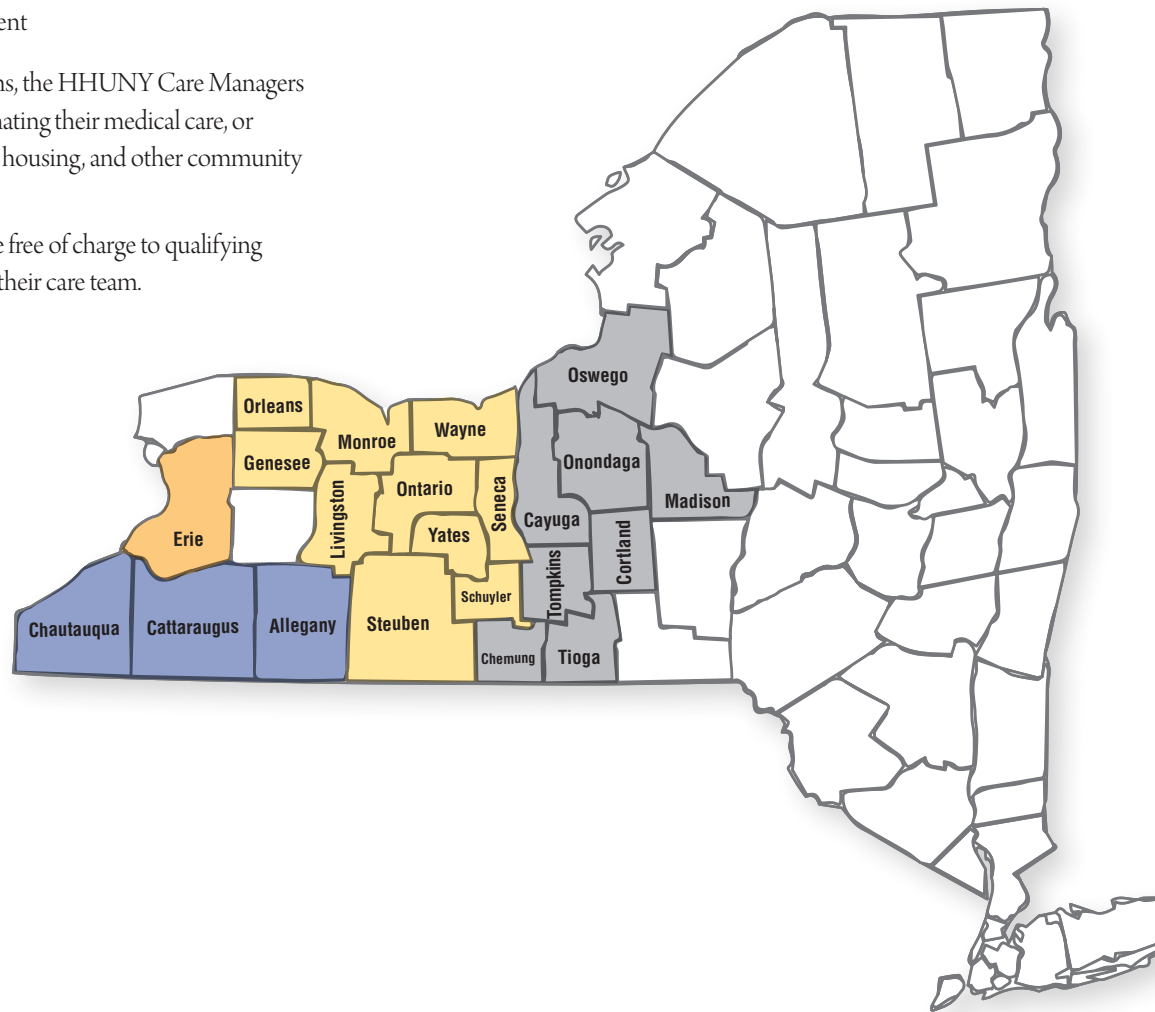 ent
ns, the HHUNY Care Managers
nating their medical care, or
housing, and other community
e free of charge to qualifying
their care team.
Oswego
Orleans
Monroe
Wayne
Genesee
Onondaga
Livingston
Ontario
Seneca
Madison
Cayuga
Erie
Yates
Cortland
Tompkins
Schuyler
Chautauqua
Cattaraugus
Allegany
Steuben
Chemung
Tioga